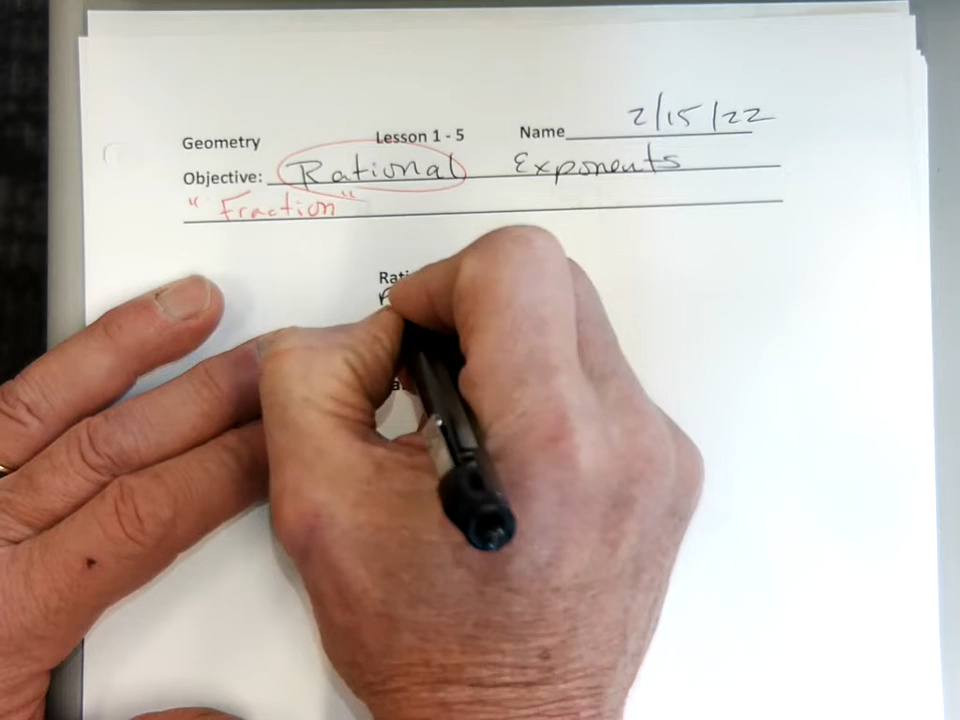 Geometry Lesson 1 - 5 Name 2/15/22
Objective: Rational Exponents
"Fraction"